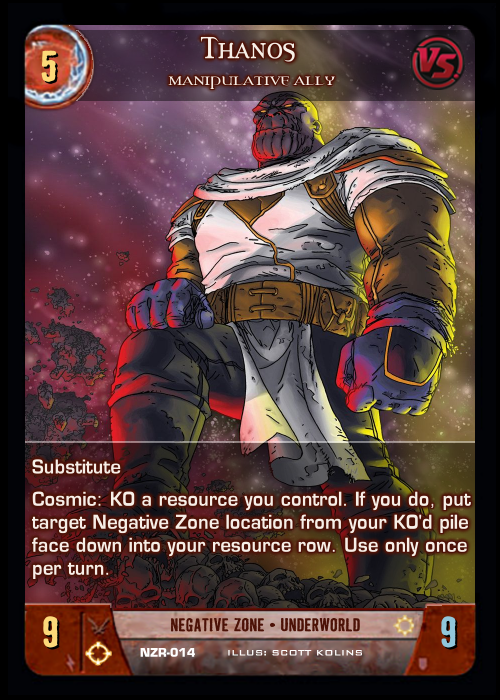 5
Thanos
Manipulative Ally
VS
Substitute
Cosmic: KO a resource you control. If you do, put
target Negative Zone location from your KO'd pile
face down into your resource row. Use only once
per turn.
9
NEGATIVE ZONE • UNDERWORLD
9
NZR-014 ILLUS: SCOTT KOLINS